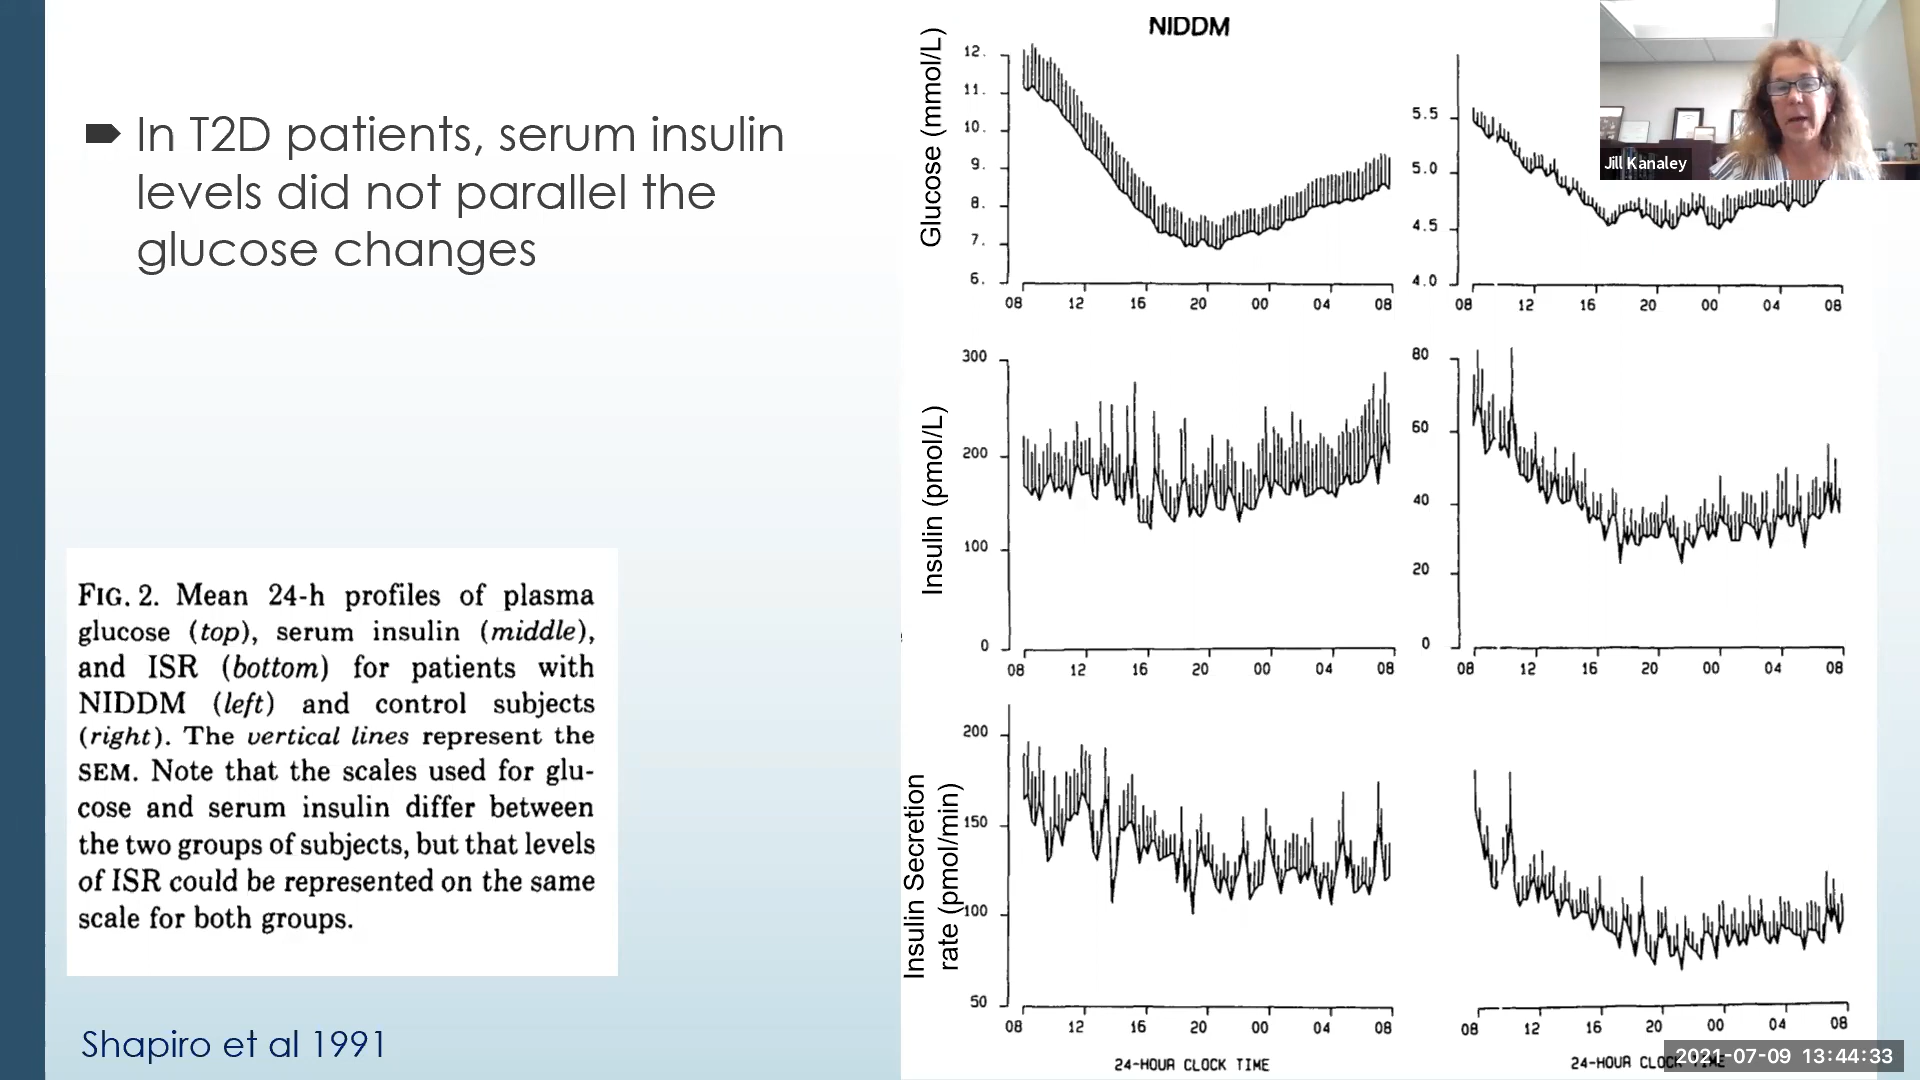 In T2D patients, serum insulin
levels did not parallel the
glucose changes
FIG. 2. Mean 24-h profiles of plasma
glucose (top), serum insulin (middle),
and ISR (bottom) for patients with
NIDDM (left) and control subjects
(right). The vertical lines represent the
SEM. Note that the scales used for glu-
cose and serum insulin differ between
the two groups of subjects, but that levels
of ISR could be represented on the same
scale for both groups.
Shapiro et al 1991
NIDDM
Glucose (mmol/L)
12.
11.
10.
9.
8.
7.
6.
08 12 16 20 00 04 08
5.5
5.0
4.5
4.0
08 12 16 20 00 04 08
Insulin (pmol/L)
300
200
100
0
08 12 16 20 00 04 08
80
60
40
20
0
08 12 16 20 00 04 08
Insulin Secretion
rate (pmol/min)
200
150
100
50
08 12 16 20 00 04 08
24-HOUR CLOCK TIME
08 12 16 20 00 04 08
24-HOUR CLOCK TIME
Jill Kanaley
2021-07-09 13:44:33